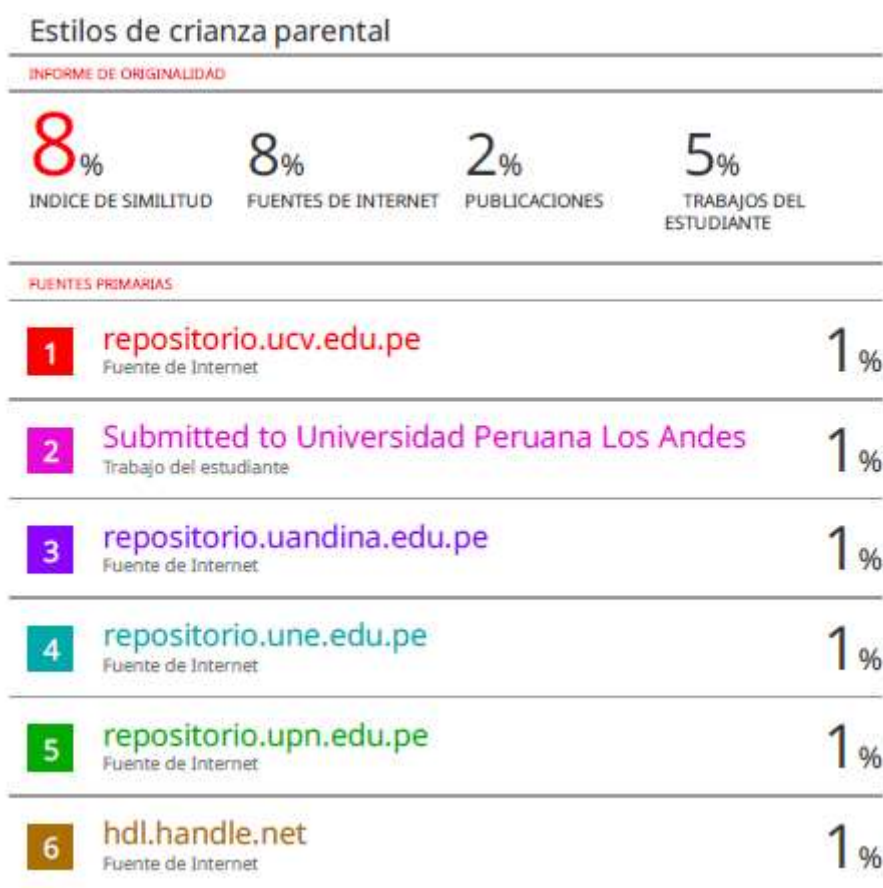 Estilos de crianza parental
INFORME DE ORIGINALIDAD
8% 8% 2% 5%
INDICE DE SIMILITUD FUENTES DE INTERNET PUBLICACIONES TRABAJOS DEL
ESTUDIANTE
FUENTES PRIMARIAS
1 repositorio.ucv.edu.pe 1%
Fuente de Internet
2 Submitted to Universidad Peruana Los Andes 1%
Trabajo del estudiante
3 repositorio.uandina.edu.pe 1%
Fuente de Internet
4 repositorio.une.edu.pe 1%
Fuente de Internet
5 repositorio.upn.edu.pe 1%
Fuente de Internet
6 hdl.handle.net 1%
Fuente de Internet